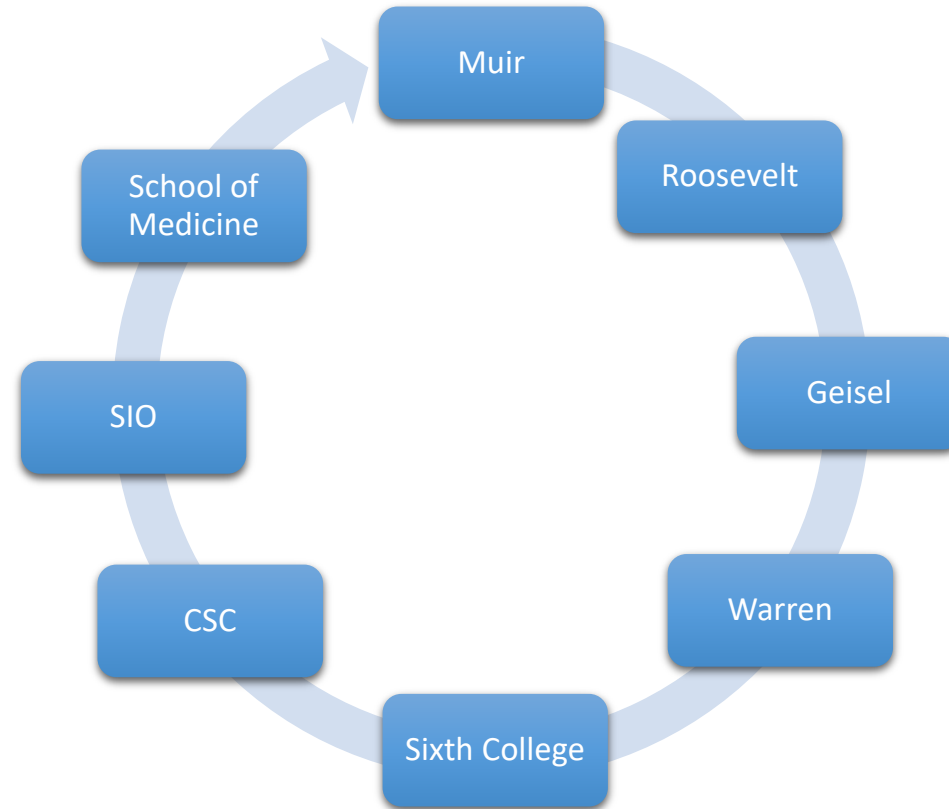 Muir
Roosevelt
Geisel
Warren
Sixth College
CSC
SIO
School of
Medicine